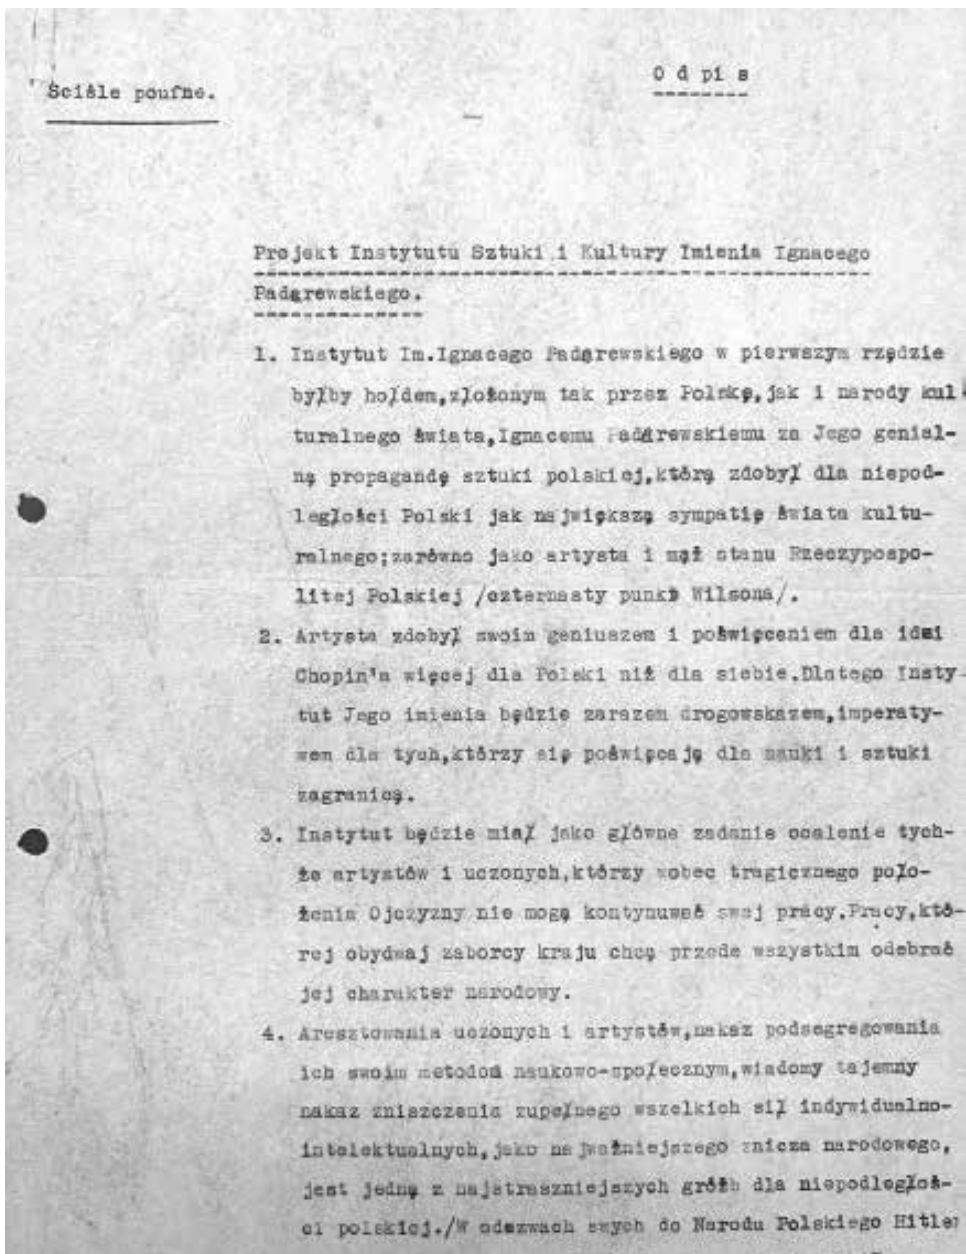 Ściśle poufne.
O d pi s
Projekt Instytutu Sztuki i Kultury Imienia Ignacego
Padarewskiego.
1. Instytut Im.Ignacego Padarewskiego w pierwszym rzędzie
byłby hołdem,złożonym tak przez Polskę,jak i narody kul-
turalnego świata,Ignacemu Padarewskiemu za Jego genial-
ną propagandę sztuki polskiej,którą zdobył dla niepod-
ległości Polski jak największą sympatię świata kultu-
ralnego;zarówno jako artysta i mąż stanu Rzeczypospo-
litej Polskiej /czternasty punkt Wilsona/.
2. Artysta zdobył swoim geniuszem i poświęceniem dla idei
Chopin'a więcej dla Polski niż dla siebie.Dlatego Insty-
tut Jego imienia będzie zarazem drogowskazem,imperaty-
wem dla tych,którzy się poświęcają dla nauki i sztuki
zagranicą.
3. Instytut będzie miał jako główne zadanie ocalenie tych-
że artystów i uczonych,którzy wobec tragicznego poło-
żenia Ojczyzny nie mogą kontynuwać swej pracy.Pracy,któ-
rej obydwaj zaborcy kraju chcą przede wszystkim odebrać
jej charakter narodowy.
4. Aresztowania uczonych i artystów,nakaz podsegregowania
ich swoim metodom naukowo-społecznym,wiadomy tajemny
nakaz zniszczenia zupełnego wszelkich sił indywidualno-
intelektualnych,jako najważniejszego znicza narodowego,
jest jedną z najstraszniejszych gróźb dla niepodległoś-
ci polskiej./W odezwach swych do Narodu Polskiego Hitler